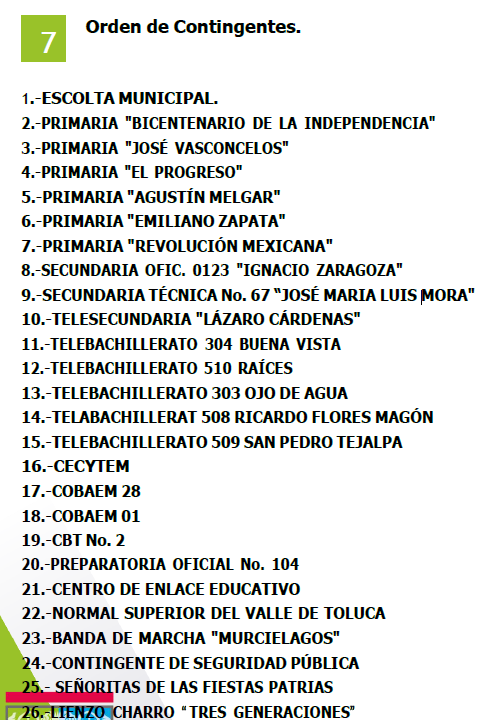 7
Orden de Contingentes.
1.-ESCOLTA MUNICIPAL.
2.-PRIMARIA "BICENTENARIO DE LA INDEPENDENCIA"
3.-PRIMARIA "JOSÉ VASCONCELOS"
4.-PRIMARIA "EL PROGRESO"
5.-PRIMARIA "AGUSTÍN MELGAR"
6.-PRIMARIA "EMILIANO ZAPATA"
7.-PRIMARIA "REVOLUCIÓN MEXICANA"
8.-SECUNDARIA OFIC. 0123 "IGNACIO ZARAGOZA"
9.-SECUNDARIA TÉCNICA No. 67 “JOSÉ MARIA LUIS MORA"
10.-TELESECUNDARIA "LÁZARO CÁRDENAS"
11.-TELEBACHILLERATO 304 BUENA VISTA
12.-TELEBACHILLERATO 510 RAÍCES
13.-TELEBACHILLERATO 303 OJO DE AGUA
14.-TELABACHILLERAT 508 RICARDO FLORES MAGÓN
15.-TELEBACHILLERATO 509 SAN PEDRO TEJALPA
16.-CECYTEM
17.-COBAEM 28
18.-COBAEM 01
19.-CBT No. 2
20.-PREPARATORIA OFICIAL No. 104
21.-CENTRO DE ENLACE EDUCATIVO
22.-NORMAL SUPERIOR DEL VALLE DE TOLUCA
23.-BANDA DE MARCHA "MURCIELAGOS"
24.-CONTINGENTE DE SEGURIDAD PÚBLICA
25.- SEÑORITAS DE LAS FIESTAS PATRIAS
26.-LIENZO CHARRO “ TRES GENERACIONES”